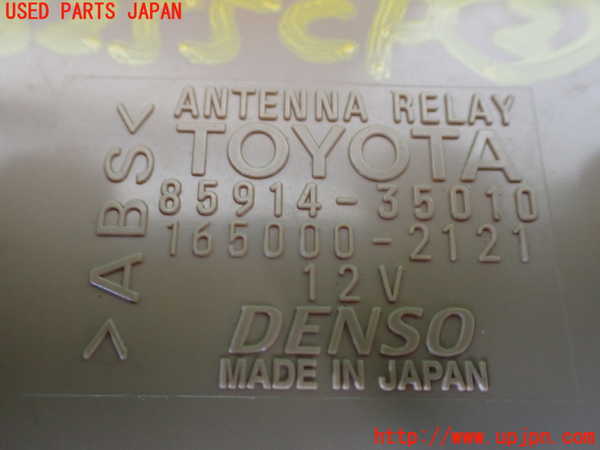 USED PARTS JAPAN
ANTENNA RELAY
TOYOTA
85914-35010
165000-2121
12V
DENSO
MADE IN JAPAN
>ABS<
http://www.upjpn.com